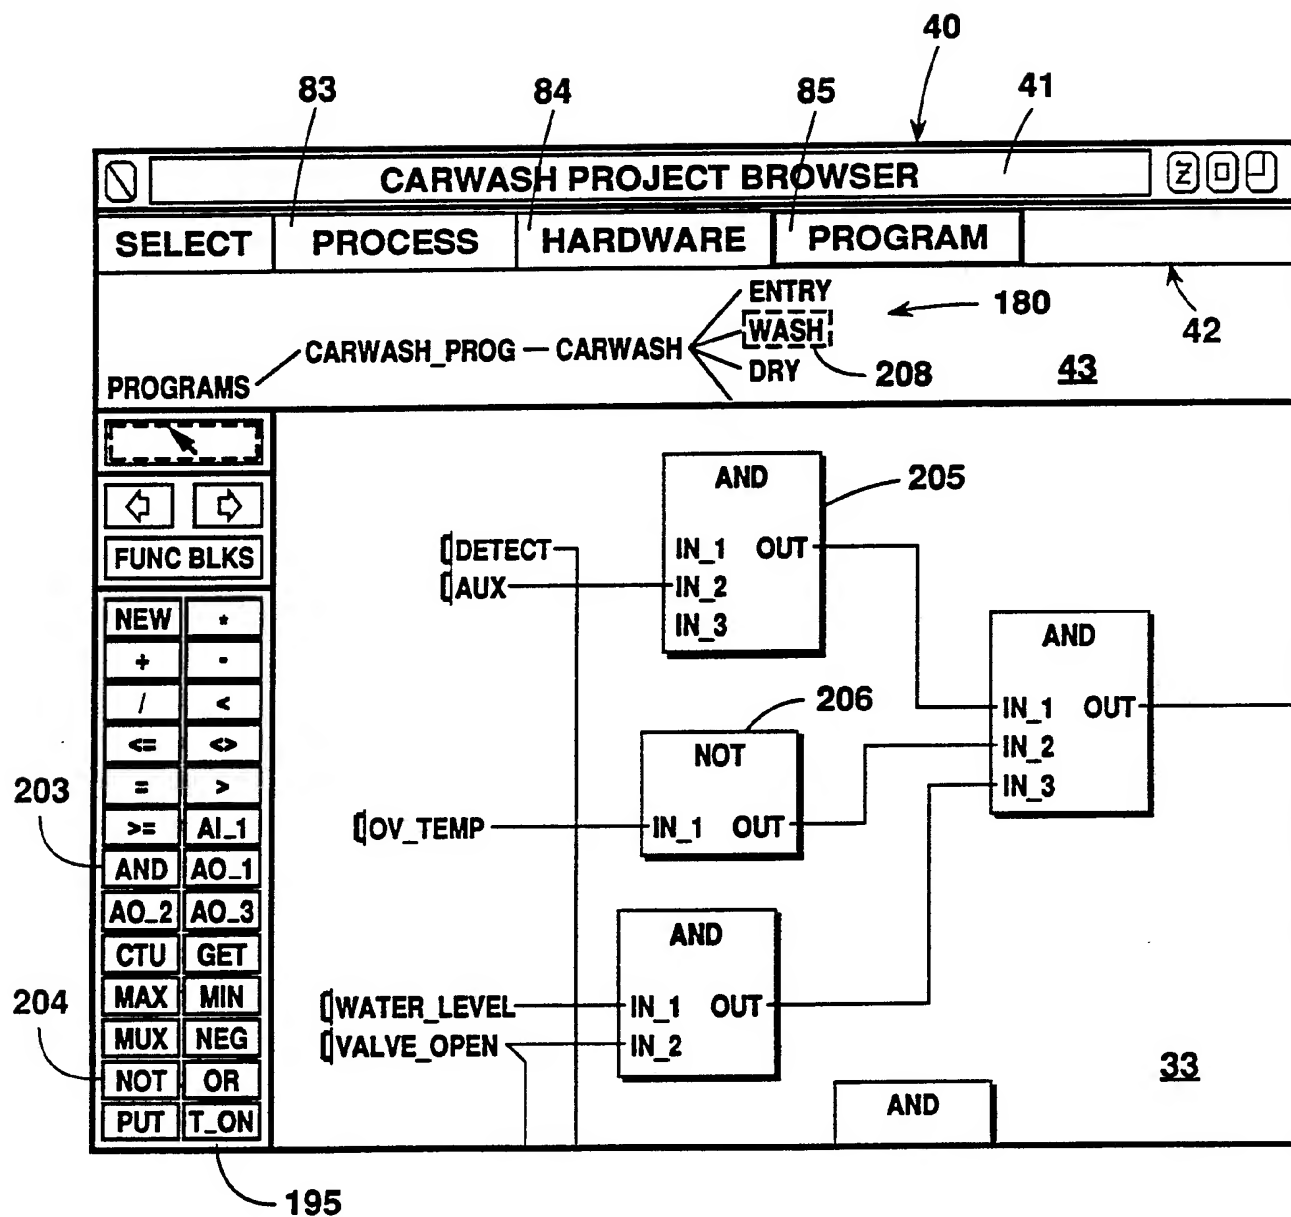 40
83
84
85
41
CARWASH PROJECT BROWSER
Z
SELECT
PROCESS
HARDWARE
PROGRAM
ENTRY
180
42
WASH
CARWASH_PROG
CARWASH
208
43
DRY
PROGRAMS
AND
205
FUNC BLKS
DETECT
IN_1 OUT
AUX
IN_2
IN_3
NEW *
+ -
/ <
<= <>
= >
>= AI_1
AND AO_1
AO_2 AO_3
CTU GET
MAX MIN
MUX NEG
NOT OR
PUT T_ON
203
204
195
206
NOT
OV_TEMP
IN_1 OUT
AND
IN_1 OUT
IN_2
IN_3
AND
WATER_LEVEL
IN_1 OUT
VALVE_OPEN
IN_2
33
AND